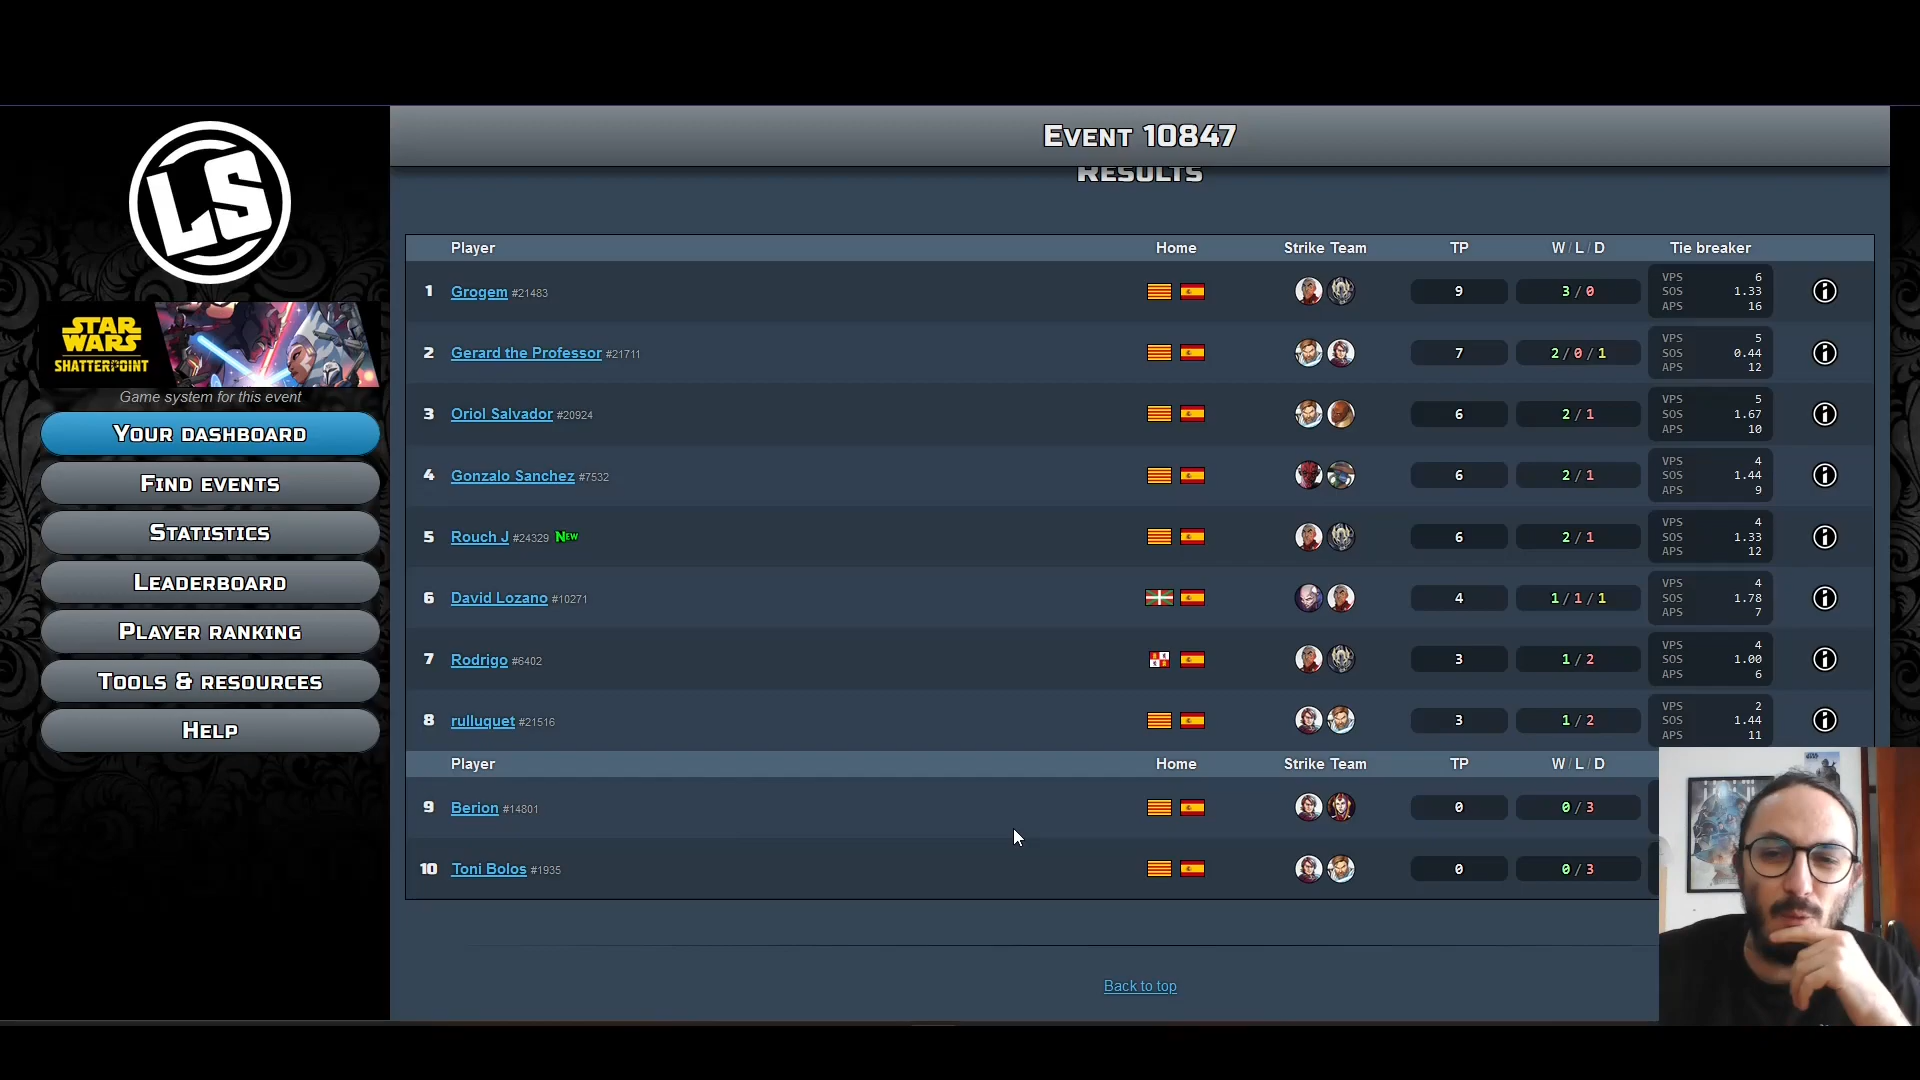 EVENT 10847
RESULTS
LS
STAR WARS SHATTERPOINT
Game system for this event
YOUR DASHBOARD
FIND EVENTS
STATISTICS
LEADERBOARD
PLAYER RANKING
TOOLS & RESOURCES
HELP
Player Home Strike Team TP W / L / D Tie breaker
1 Grogem #21483 9 3 / 0 VPS 6 SOS 1.33 APS 16
2 Gerard the Professor #21711 7 2 / 0 / 1 VPS 5 SOS 0.44 APS 12
3 Oriol Salvador #20924 6 2 / 1 VPS 5 SOS 1.67 APS 10
4 Gonzalo Sanchez #7532 6 2 / 1 VPS 4 SOS 1.44 APS 9
5 Rouch J #24329 NEW 6 2 / 1 VPS 4 SOS 1.33 APS 12
6 David Lozano #10271 4 1 / 1 / 1 VPS 4 SOS 1.78 APS 7
7 Rodrigo #6402 3 1 / 2 VPS 4 SOS 1.00 APS 6
8 rulluquet #21516 3 1 / 2 VPS 2 SOS 1.44 APS 11
Player Home Strike Team TP W / L / D
9 Berion #14801 0 0 / 3
10 Toni Bolos #1935 0 0 / 3
Back to top